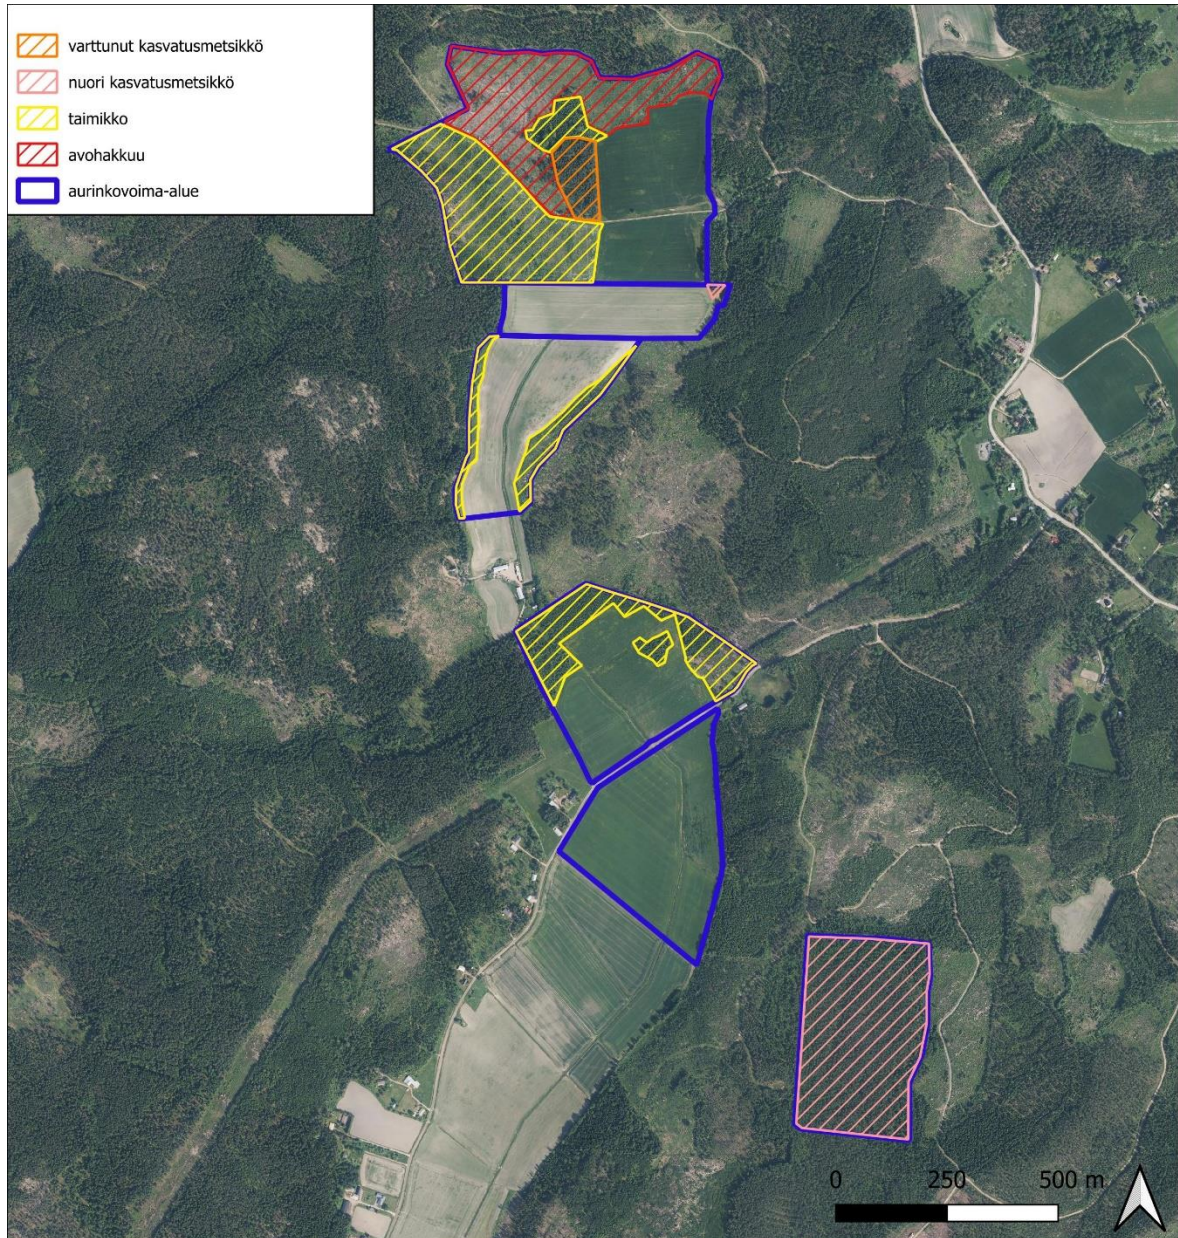 varttunut kasvatusmetsikkö
nuori kasvatusmetsikkö
taimikko
avohakkuu
aurinkovoima-alue
0 250 500 m